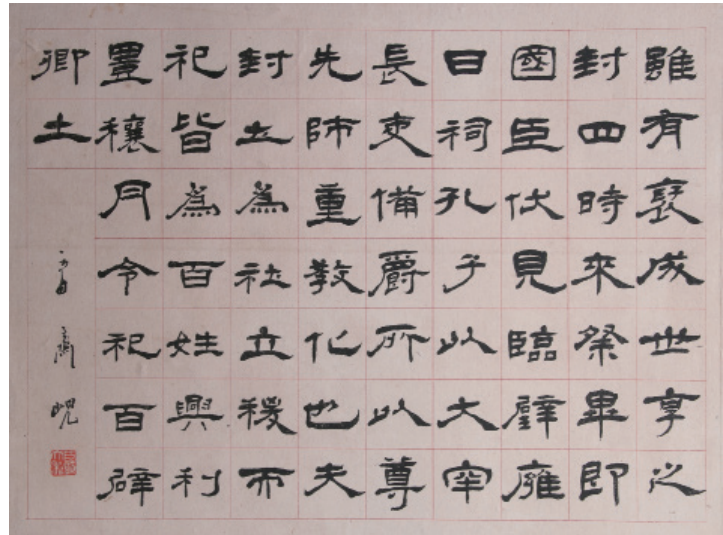 雖有襃成世享之
封四時來祭畢即
國臣伏見臨壁雍
日祠孔子以大牢
長吏備爵所以尊
先師重教化也夫
封土為社立稷而
祀皆為百姓興利
豊穰月令祀百辟
卿士